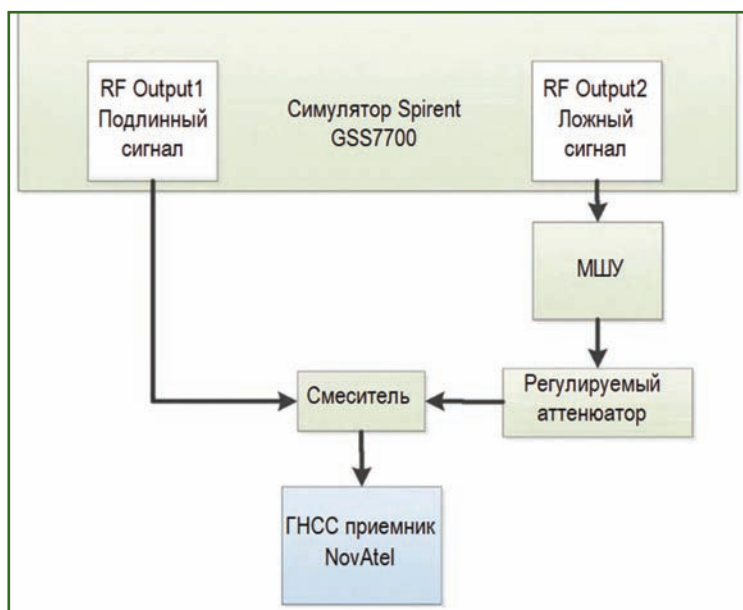 RF Output1
Подлинный
сигнал
Симулятор Spirent
GSS7700
RF Output2
Ложный
сигнал
МШУ
Регулируемый
аттенюатор
Смеситель
ГНСС приемник
NovAtel